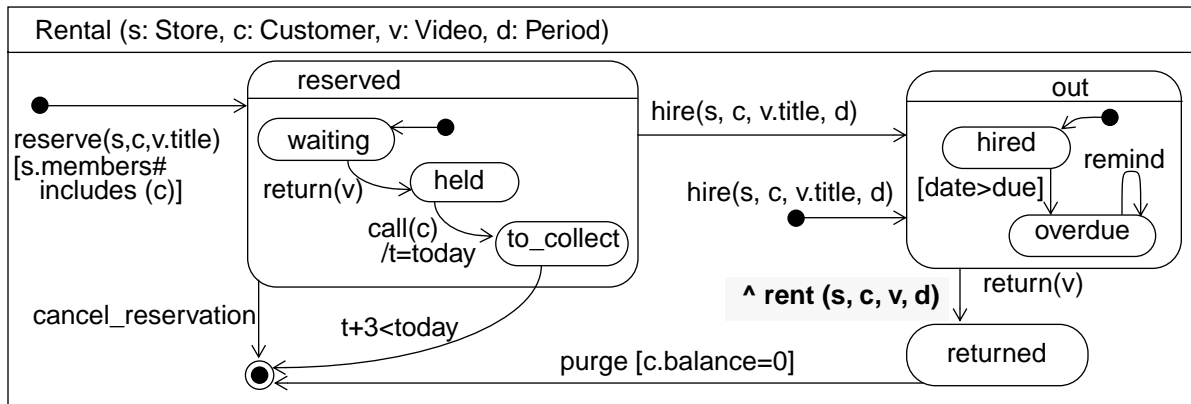 Rental (s: Store, c: Customer, v: Video, d: Period)
reserved
out
reserve(s,c,v.title)
[s.members#
includes (c)]
waiting
return(v)
held
call(c)
/t=today
to_collect
hire(s, c, v.title, d)
hire(s, c, v.title, d)
hired
remind
[date>due]
overdue
cancel_reservation
t+3<today
^ rent (s, c, v, d)
return(v)
returned
purge [c.balance=0]